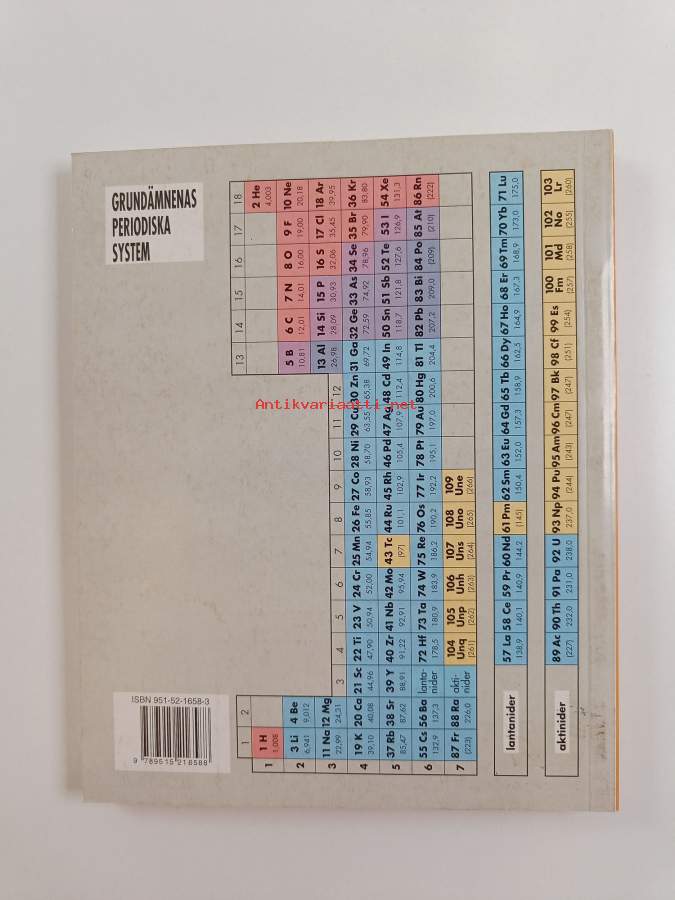 GRUNDÄMNENAS
PERIODISKA
SYSTEM
ISBN 951-52-1658-3
9 789515 216588
1 2 13 14 15 16 17 18
1 1 H 2 He
1,008 4,003
2 3 Li 4 Be 5 B 6 C 7 N 8 O 9 F 10 Ne
6,941 9,012 10,81 12,01 14,01 16,00 19,00 20,18
3 11 Na 12 Mg 3 4 5 6 7 8 9 10 11 12 13 Al 14 Si 15 P 16 S 17 Cl 18 Ar
22,99 24,31 26,98 28,09 30,93 32,06 35,45 39,95
4 19 K 20 Ca 21 Sc 22 Ti 23 V 24 Cr 25 Mn 26 Fe 27 Co 28 Ni 29 Cu 30 Zn 31 Ga 32 Ge 33 As 34 Se 35 Br 36 Kr
39,10 40,08 44,96 47,90 50,94 52,00 54,94 55,85 58,93 58,70 63,55 65,38 69,72 72,59 74,92 78,96 79,90 83,80
5 37 Rb 38 Sr 39 Y 40 Zr 41 Nb 42 Mo 43 Tc 44 Ru 45 Rh 46 Pd 47 Ag 48 Cd 49 In 50 Sn 51 Sb 52 Te 53 I 54 Xe
85,47 87,62 88,91 91,22 92,91 95,94 (97) 101,1 102,9 105,4 107,9 112,4 114,8 118,7 121,8 127,6 126,9 131,3
6 55 Cs 56 Ba lanta- 72 Hf 73 Ta 74 W 75 Re 76 Os 77 Ir 78 Pt 79 Au 80 Hg 81 Tl 82 Pb 83 Bi 84 Po 85 At 86 Rn
132,9 137,3 nider 178,5 180,9 183,9 186,2 190,2 192,2 195,1 197,0 200,6 204,4 207,2 209,0 (209) (210) (222)
7 87 Fr 88 Ra akti- 104 105 106 107 108 109
nider Unq Unp Unh Uns Uno Une
(223) 226,0 (261) (262) (263) (264) (265) (266)
lantanider 57 La 58 Ce 59 Pr 60 Nd 61 Pm 62 Sm 63 Eu 64 Gd 65 Tb 66 Dy 67 Ho 68 Er 69 Tm 70 Yb 71 Lu
138,9 140,1 140,9 144,2 (145) 150,4 152,0 157,3 158,9 162,5 164,9 167,3 168,9 173,0 175,0
aktinider 89 Ac 90 Th 91 Pa 92 U 93 Np 94 Pu 95 Am 96 Cm 97 Bk 98 Cf 99 Es 100 Fm 101 Md 102 No 103 Lr
(227) 232,0 231,0 238,0 237,0 (244) (243) (247) (247) (251) (254) (257) (258) (255) (260)
Antikvariaatti.net